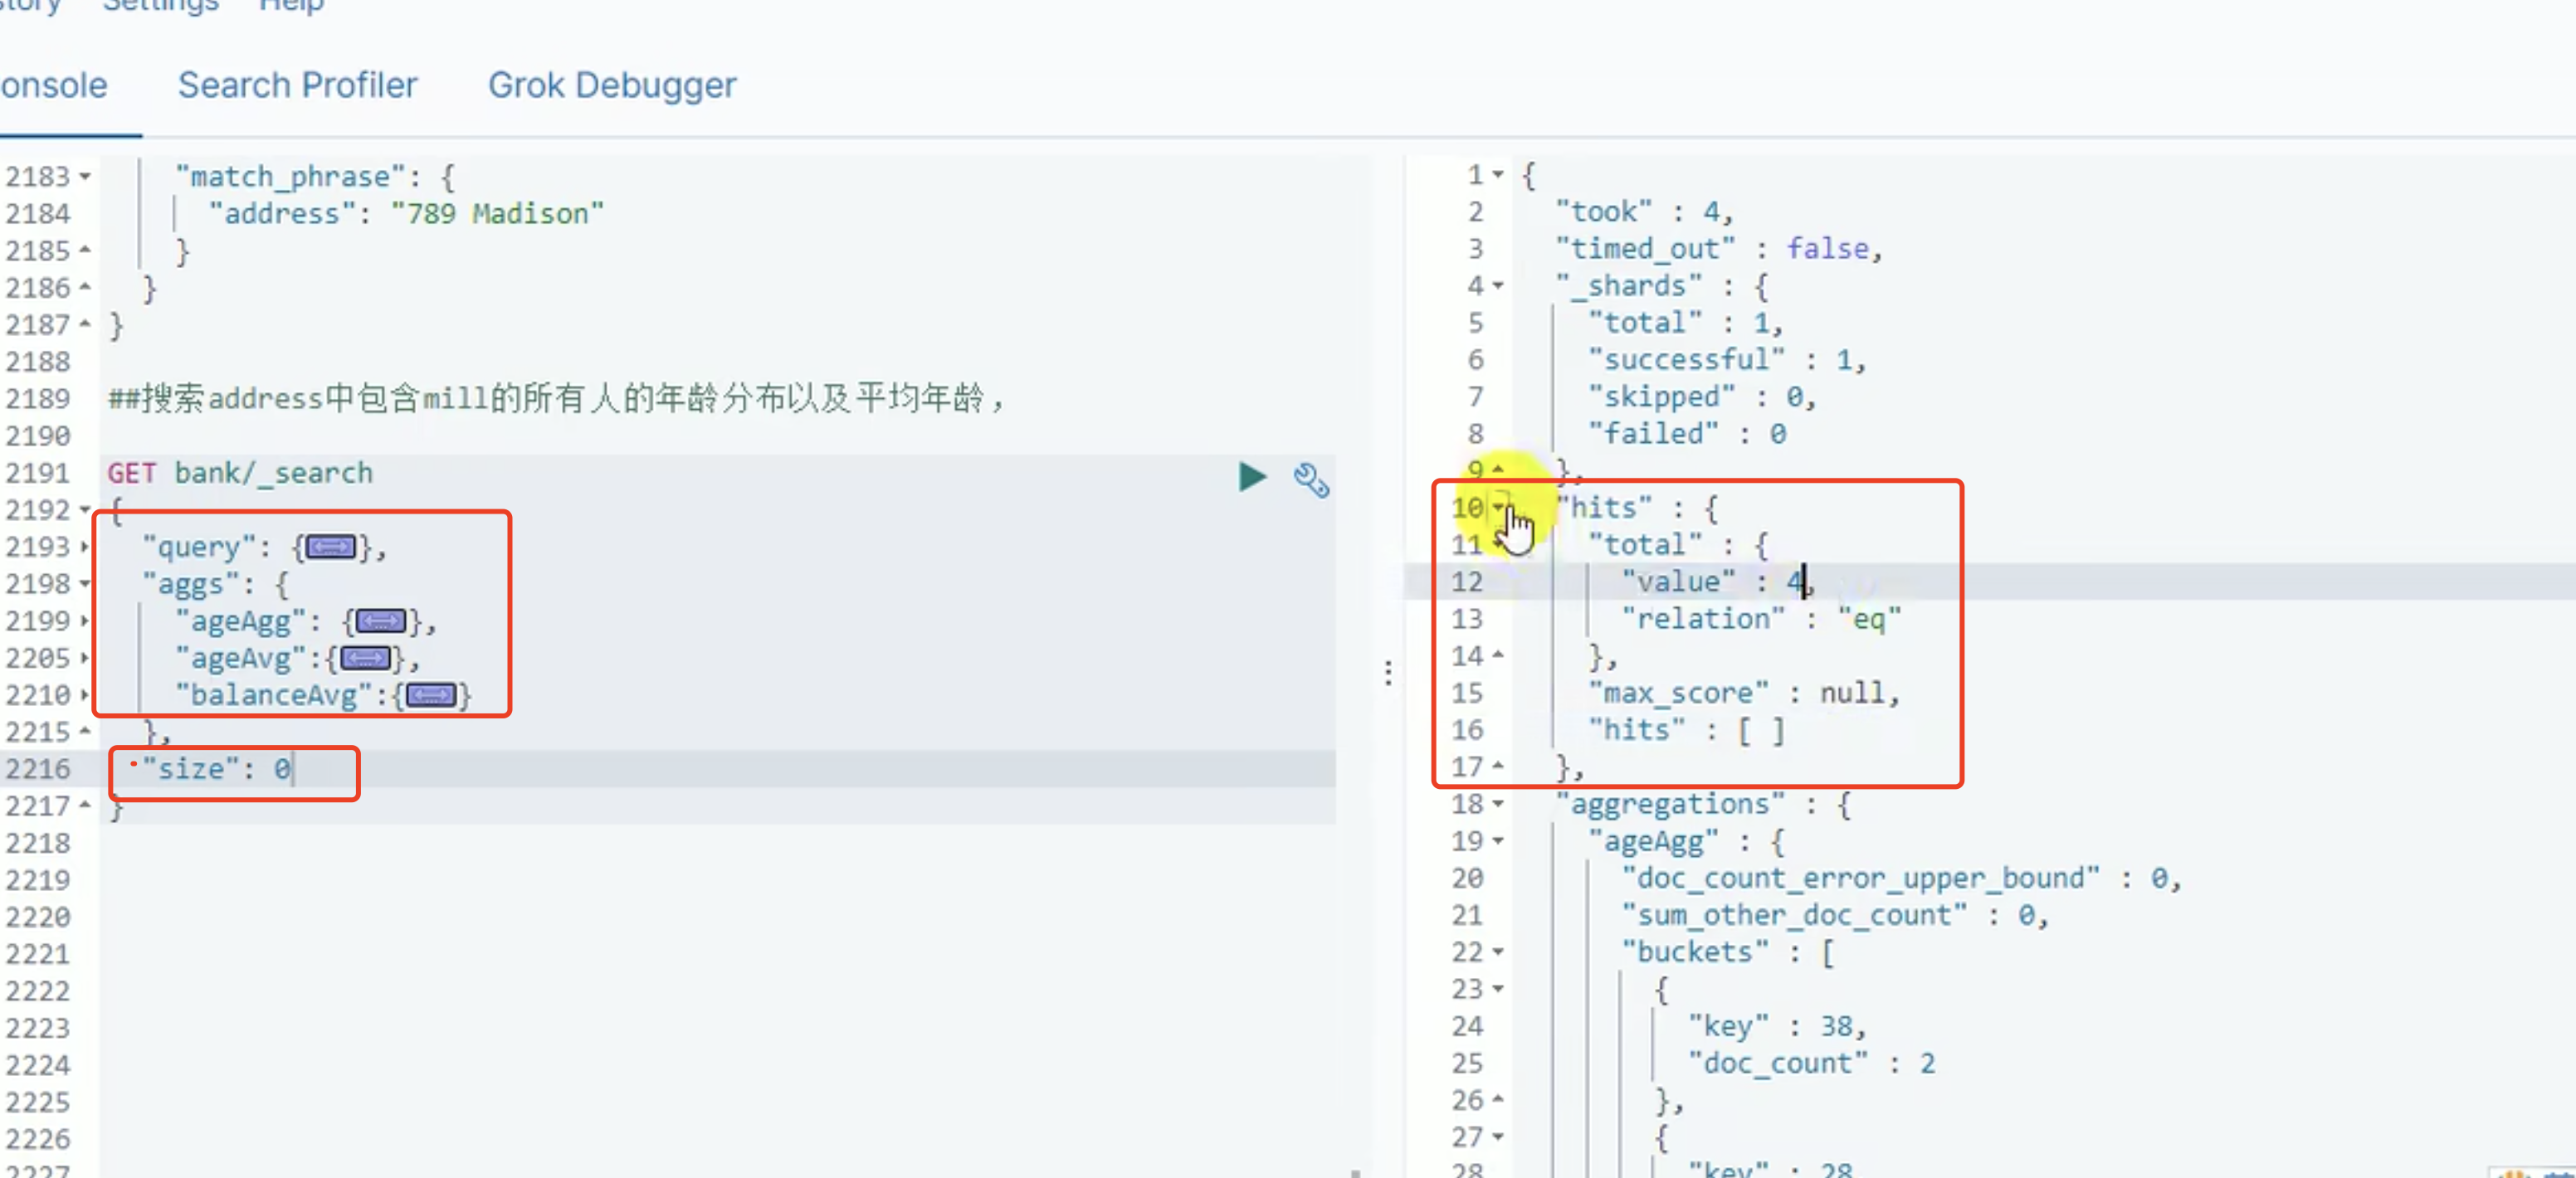 Settings Help
onsole Search Profiler Grok Debugger
2183 "match_phrase": {
2184 "address": "789 Madison"
2185 }
2186 }
2187 }
2188
2189 ##搜索address中包含mill的所有人的年龄分布以及平均年龄,
2190
2191 GET bank/_search
2192 {
2193 "query": {},
2198 "aggs": {
2199 "ageAgg": {},
2205 "ageAvg":{},
2210 "balanceAvg":{}
2215 },
2216 "size": 0
2217 }
2218
2219
2220
2221
2222
2223
2224
2225
2226
2227
1 {
2 "took" : 4,
3 "timed_out" : false,
4 "_shards" : {
5 "total" : 1,
6 "successful" : 1,
7 "skipped" : 0,
8 "failed" : 0
9 },
10 "hits" : {
11 "total" : {
12 "value" : 4,
13 "relation" : "eq"
14 },
15 "max_score" : null,
16 "hits" : [ ]
17 },
18 "aggregations" : {
19 "ageAgg" : {
20 "doc_count_error_upper_bound" : 0,
21 "sum_other_doc_count" : 0,
22 "buckets" : [
23 {
24 "key" : 38,
25 "doc_count" : 2
26 },
27 {
28 "key" : 28